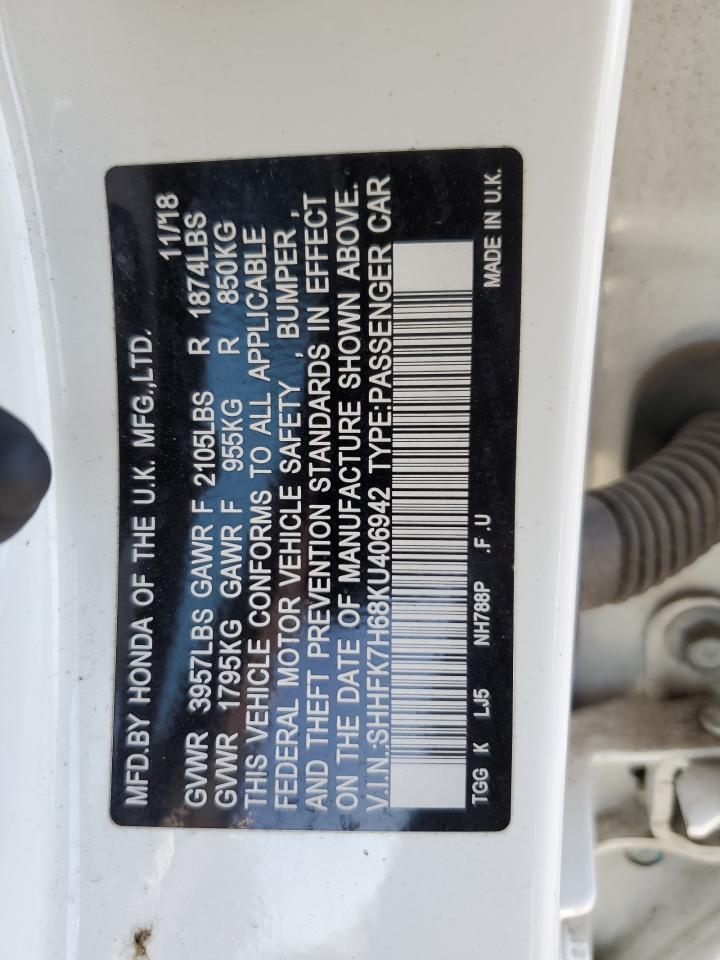 MFD.BY HONDA OF THE U.K. MFG.,LTD. 11/18
GVWR 3957LBS GAWR F 2105LBS R 1874LBS
GVWR 1795KG GAWR F 955KG R 850KG
THIS VEHICLE CONFORMS TO ALL APPLICABLE
FEDERAL MOTOR VEHICLE SAFETY , BUMPER ,
AND THEFT PREVENTION STANDARDS IN EFFECT
ON THE DATE OF MANUFACTURE SHOWN ABOVE.
V.I.N.:SHHFK7H68KU406942 TYPE:PASSENGER CAR
TGG K LJ5 NH788P .F .U MADE IN U.K.